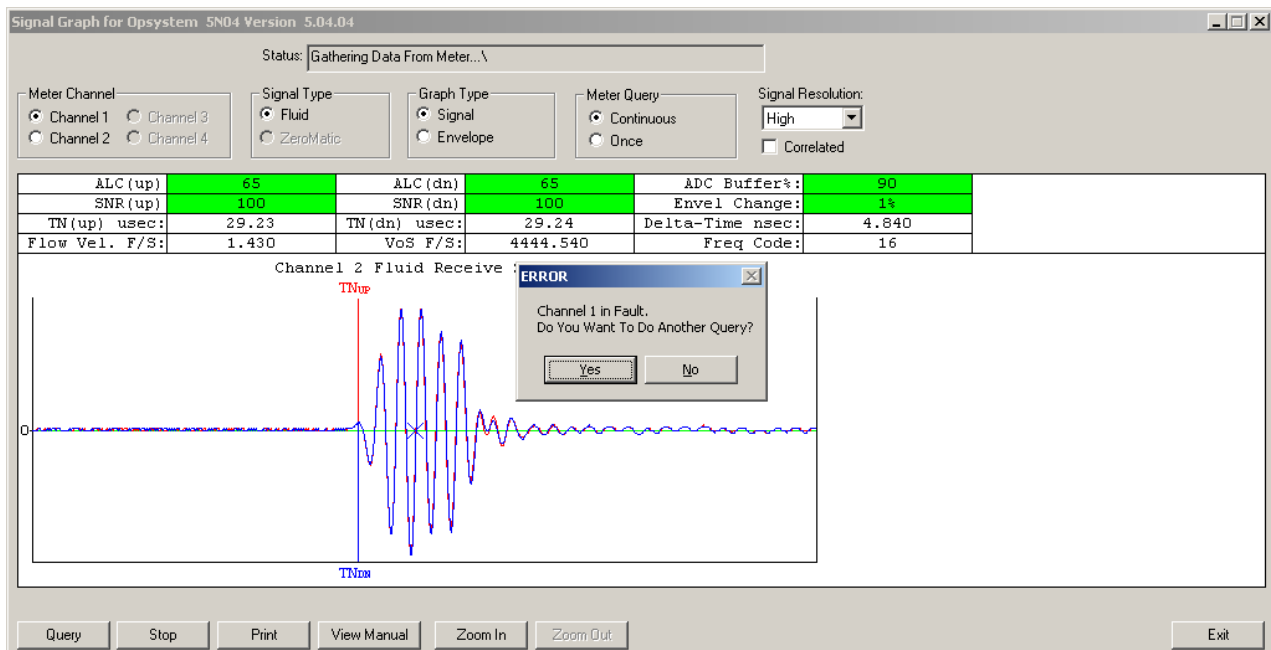 Signal Graph for Opsystem 5N04 Version 5.04.04
Status: Gathering Data From Meter...\
Meter Channel Signal Type Graph Type Meter Query Signal Resolution:
Channel 1 Channel 3 Fluid Signal Continuous High
Channel 2 Channel 4 ZeroMatic Envelope Once Correlated
ALC(up) 65 ALC(dn) 65 ADC Buffer%: 90
SNR(up) 100 SNR(dn) 100 Envel Change: 1%
TN(up) usec: 29.23 TN(dn) usec: 29.24 Delta-Time nsec: 4.840
Flow Vel. F/S: 1.430 VoS F/S: 4444.540 Freq Code: 16
Channel 2 Fluid Receive
TNUP
ERROR
Channel 1 in Fault.
Do You Want To Do Another Query?
Yes No
0
TNDN
Query Stop Print View Manual Zoom In Zoom Out Exit